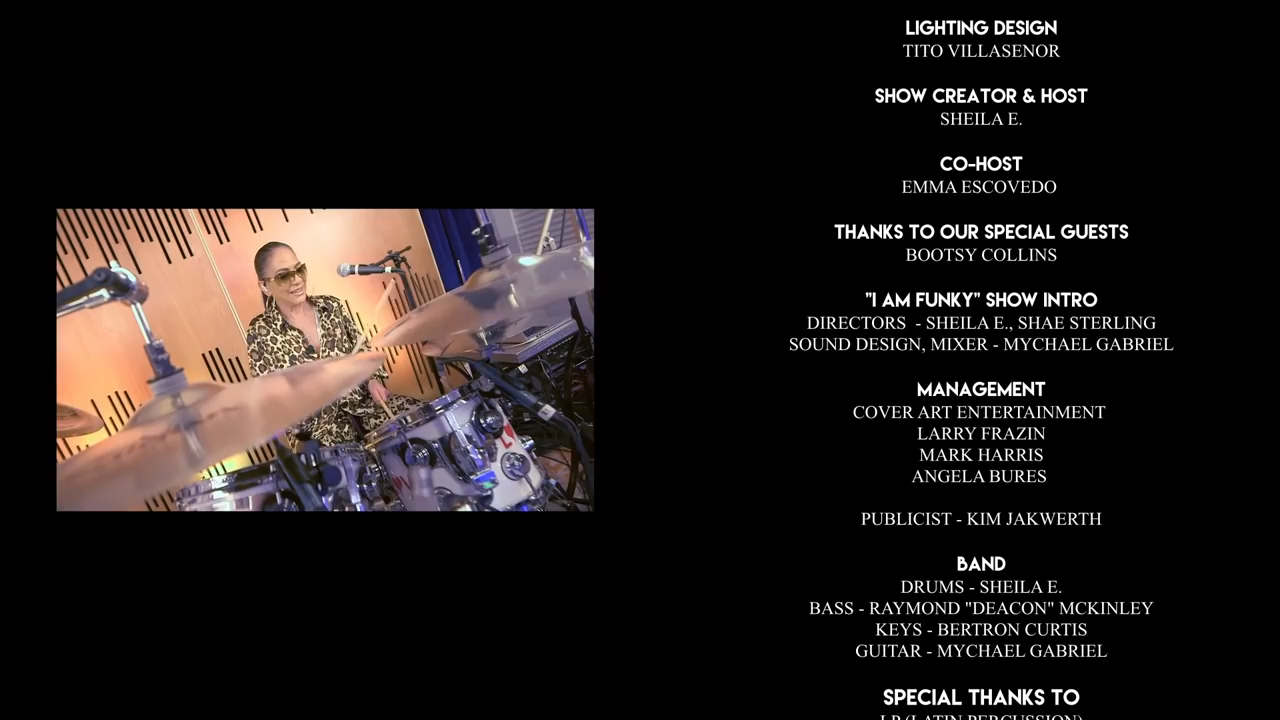 LIGHTING DESIGN
TITO VILLASENOR
SHOW CREATOR & HOST
SHEILA E.
CO-HOST
EMMA ESCOVEDO
THANKS TO OUR SPECIAL GUESTS
BOOTSY COLLINS
"I AM FUNKY" SHOW INTRO
DIRECTORS - SHEILA E., SHAE STERLING
SOUND DESIGN, MIXER - MYCHAEL GABRIEL
MANAGEMENT
COVER ART ENTERTAINMENT
LARRY FRAZIN
MARK HARRIS
ANGELA BURES
PUBLICIST - KIM JAKWERTH
BAND
DRUMS - SHEILA E.
BASS - RAYMOND "DEACON" MCKINLEY
KEYS - BERTRON CURTIS
GUITAR - MYCHAEL GABRIEL
SPECIAL THANKS TO
LP (LATIN PERCUSSION)